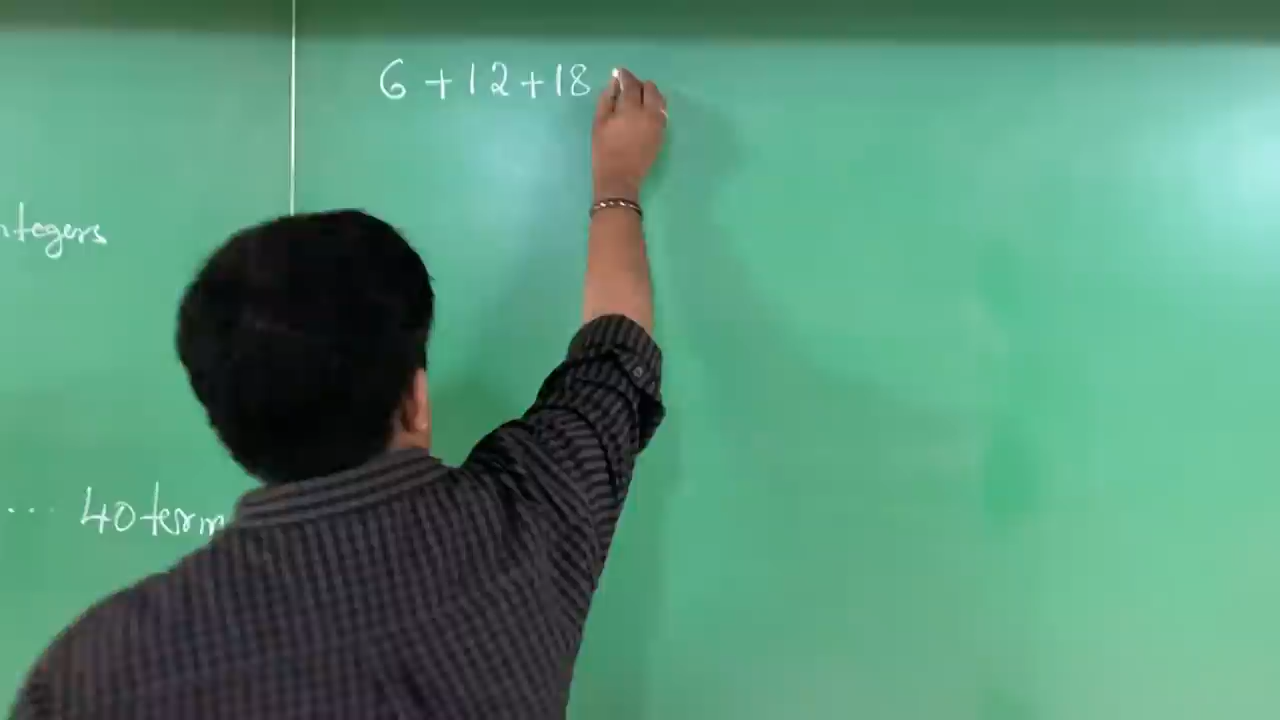 6 + 12 + 18
ntegers
... 40 term